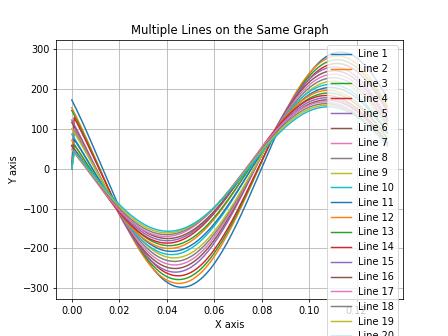 Multiple Lines on the Same Graph
Y axis
300
200
100
0
−100
−200
−300
0.00
0.02
0.04
0.06
0.08
0.10
X axis
Line 1
Line 2
Line 3
Line 4
Line 5
Line 6
Line 7
Line 8
Line 9
Line 10
Line 11
Line 12
Line 13
Line 14
Line 15
Line 16
Line 17
Line 18
Line 19
Line 20